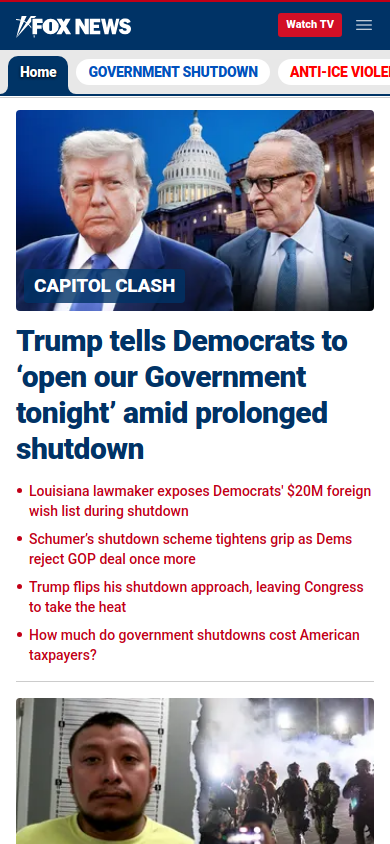 FOX NEWS
Watch TV
Home
GOVERNMENT SHUTDOWN
ANTI-ICE VIOLE
CAPITOL CLASH
Trump tells Democrats to
‘open our Government
tonight’ amid prolonged
shutdown
• Louisiana lawmaker exposes Democrats' $20M foreign
wish list during shutdown
• Schumer’s shutdown scheme tightens grip as Dems
reject GOP deal once more
• Trump flips his shutdown approach, leaving Congress
to take the heat
• How much do government shutdowns cost American
taxpayers?